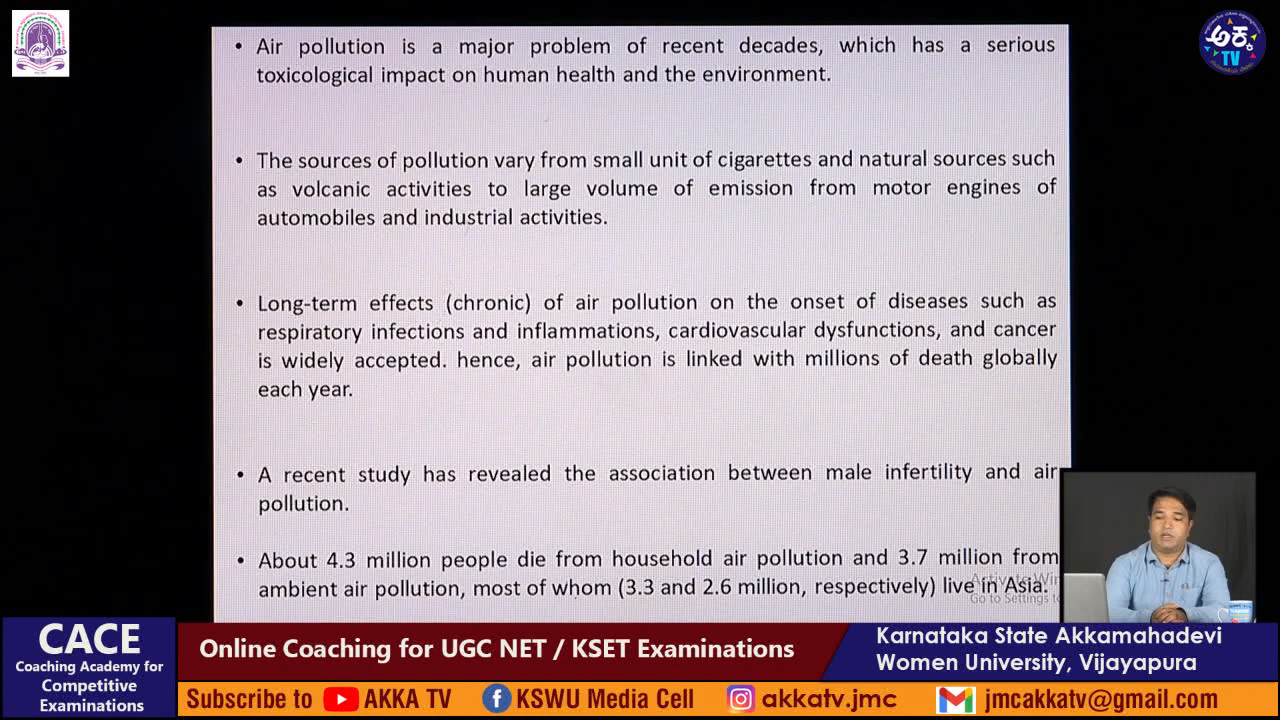 • Air pollution is a major problem of recent decades, which has a serious
toxicological impact on human health and the environment.
• The sources of pollution vary from small unit of cigarettes and natural sources such
as volcanic activities to large volume of emission from motor engines of
automobiles and industrial activities.
• Long-term effects (chronic) of air pollution on the onset of diseases such as
respiratory infections and inflammations, cardiovascular dysfunctions, and cancer
is widely accepted. hence, air pollution is linked with millions of death globally
each year.
• A recent study has revealed the association between male infertility and air
pollution.
• About 4.3 million people die from household air pollution and 3.7 million from
ambient air pollution, most of whom (3.3 and 2.6 million, respectively) live in Asia.
Activate Win
Go to Settings to
ಅಕ್ಕ
TV
CACE
Coaching Academy for
Competitive
Examinations
Online Coaching for UGC NET / KSET Examinations
Karnataka State Akkamahadevi
Women University, Vijayapura
Subscribe to AKKA TV KSWU Media Cell akkatv.jmc jmcakkatv@gmail.com